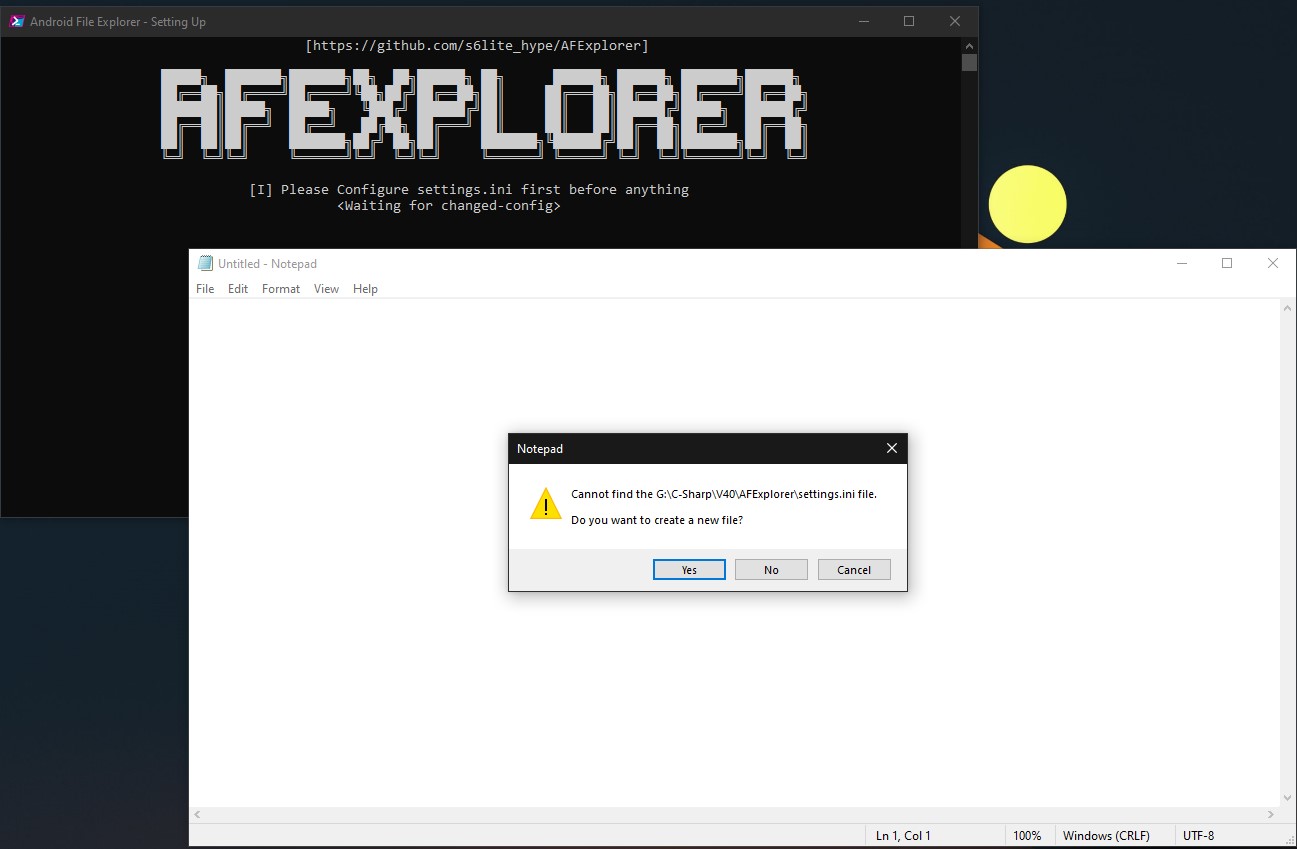 Android File Explorer - Setting Up
[https://github.com/s6lite_hype/AFExplorer]
AFEXPLORER
[I] Please Configure settings.ini first before anything
<Waiting for changed-config>
Untitled - Notepad
File Edit Format View Help
Notepad
Cannot find the G:\C-Sharp\V40\AFExplorer\settings.ini file.
Do you want to create a new file?
Yes No Cancel
Ln 1, Col 1 100% Windows (CRLF) UTF-8